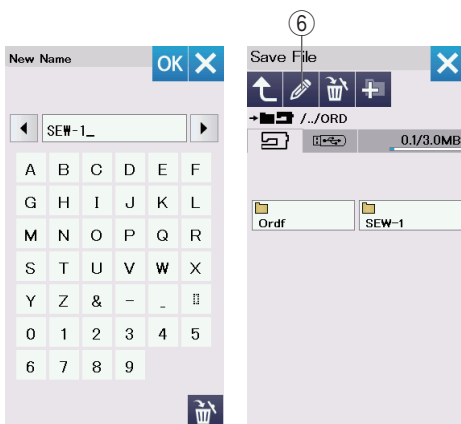 ⑥
New Name
OK
SEW-1_
A B C D E F
G H I J K L
M N O P Q R
S T U V W X
Y Z & - _
0 1 2 3 4 5
6 7 8 9
Save File
/../ORD
0.1/3.0MB
Ordf
SEW-1